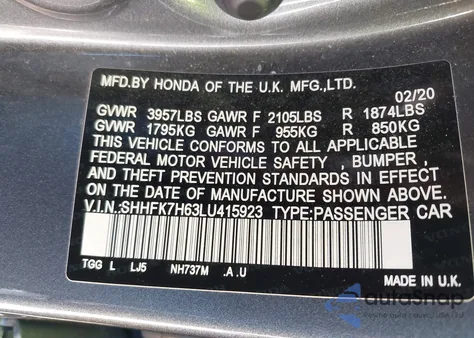 MFD.BY HONDA OF THE U.K. MFG.,LTD.
02/20
GVWR 3957LBS GAWR F 2105LBS R 1874LBS
GVWR 1795KG GAWR F 955KG R 850KG
THIS VEHICLE CONFORMS TO ALL APPLICABLE
FEDERAL MOTOR VEHICLE SAFETY , BUMPER ,
AND THEFT PREVENTION STANDARDS IN EFFECT
ON THE DATE OF MANUFACTURE SHOWN ABOVE.
V.I.N.:SHHFK7H63LU415923 TYPE:PASSENGER CAR
TGG L LJ5 NH737M .A.U
MADE IN U.K.
autoSnap